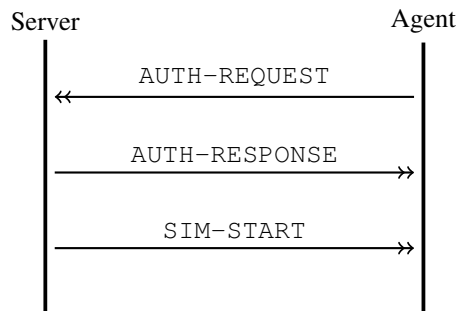 Server
Agent
AUTH-REQUEST
AUTH-RESPONSE
SIM-START